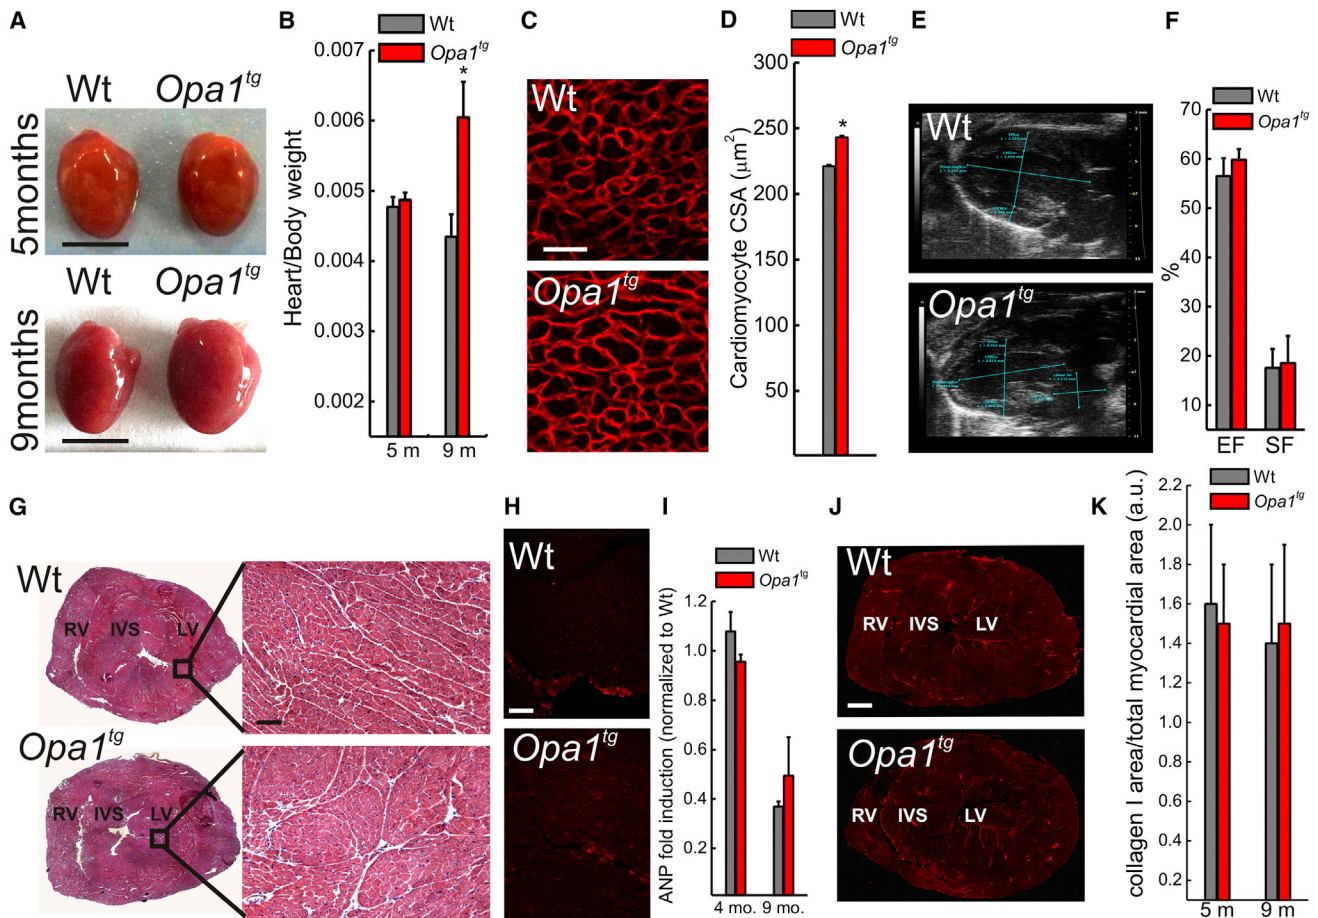 A
Wt
Opa1tg
5months
Wt
Opa1tg
9months
B
Wt
Opa1tg
Heart/Body weight
0.007
0.006
0.005
0.004
0.003
0.002
*
5 m
9 m
C
Wt
Opa1tg
D
Wt
Opa1tg
Cardiomyocyte CSA (μm2)
300
250
200
150
100
50
*
E
Wt
Opa1tg
F
Wt
Opa1tg
%
70
60
50
40
30
20
10
EF
SF
G
Wt
RV
IVS
LV
Opa1tg
RV
IVS
LV
H
Wt
Opa1tg
I
Wt
Opa1tg
ANP fold induction (normalized to Wt)
1.2
1.0
0.8
0.6
0.4
0.2
4 mo.
9 mo.
J
Wt
RV
IVS
LV
Opa1tg
RV
IVS
LV
K
Wt
Opa1tg
collagen I area/total myocardial area (a.u.)
2.2
2.0
1.8
1.6
1.4
1.2
1.4
1.6
0.4
0.2
5 m
9 m